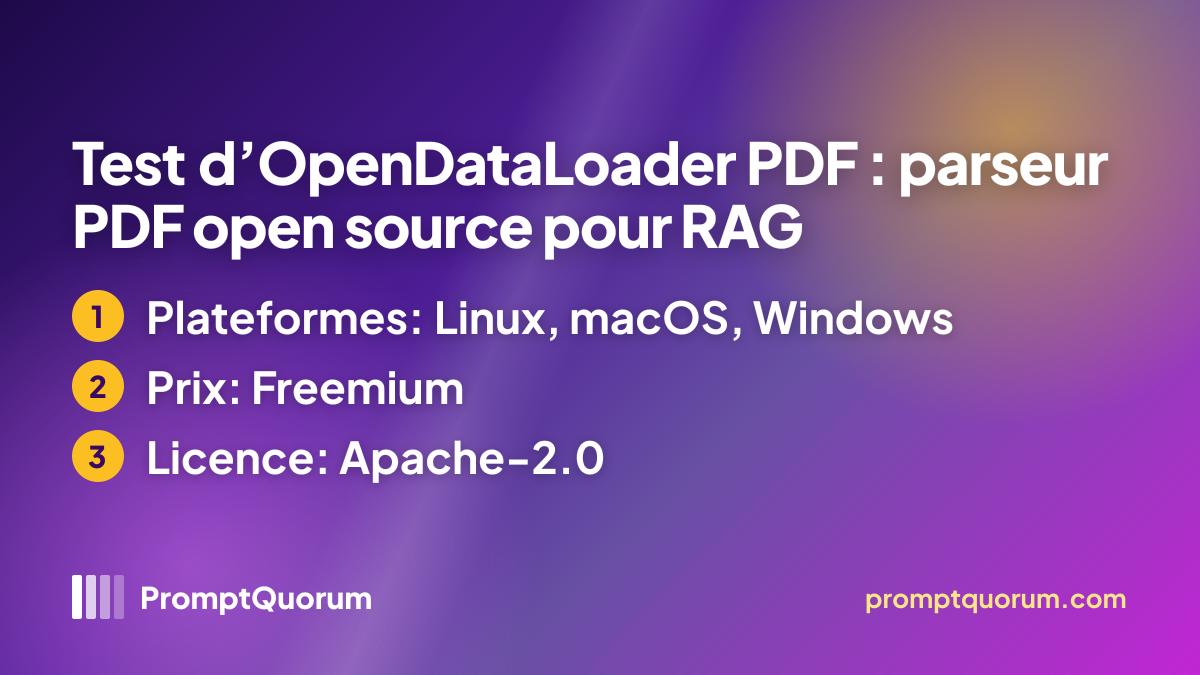 Test d’OpenDataLoader PDF : parseur
PDF open source pour RAG
1 Plateformes: Linux, macOS, Windows
2 Prix: Freemium
3 Licence: Apache-2.0
PromptQuorum
promptquorum.com